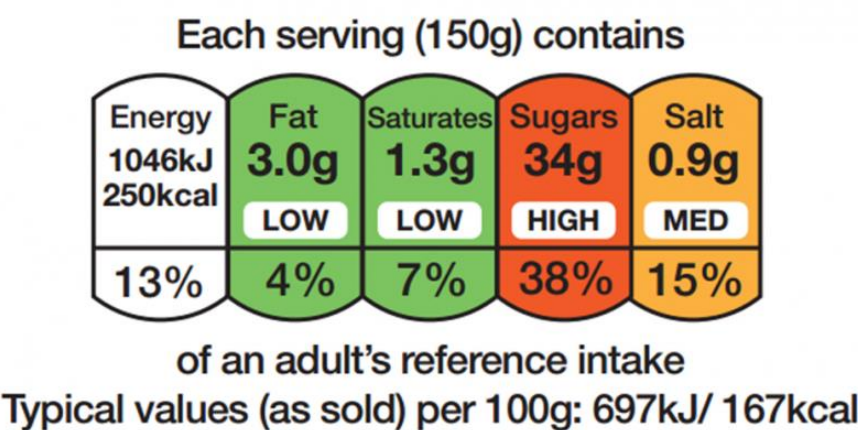 Each serving (150g) contains
Energy Fat Saturates Sugars Salt
1046kJ 3.0g 1.3g 34g 0.9g
250kcal
LOW LOW HIGH MED
13% 4% 7% 38% 15%
of an adult's reference intake
Typical values (as sold) per 100g: 697kJ/ 167kcal